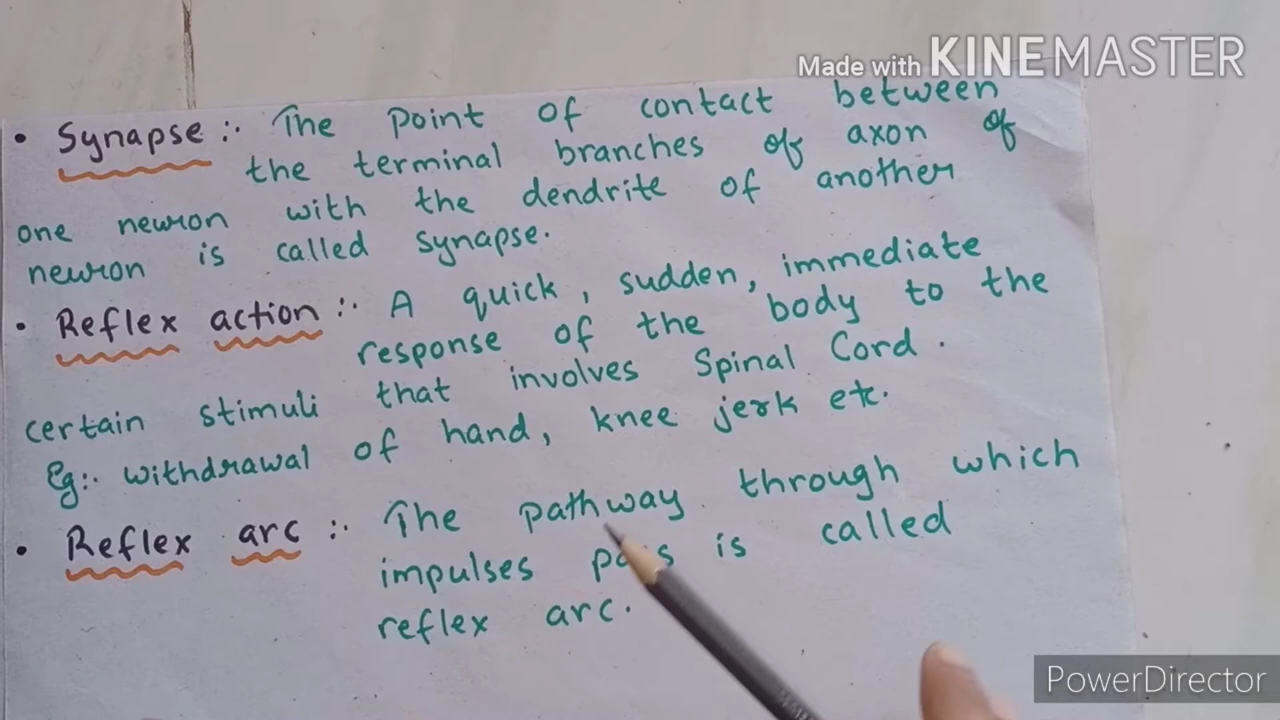 Made with KINEMASTER
• Synapse :- The point of contact between
the terminal branches of axon of
one neuron with the dendrite of another
neuron is called synapse.
• Reflex action :- A quick, sudden, immediate
response of the body to the
certain stimuli that involves Spinal Cord.
Eg:- withdrawal of hand, knee jerk etc.
• Reflex arc :- The pathway through which
impulses pass is called
reflex arc.
PowerDirector